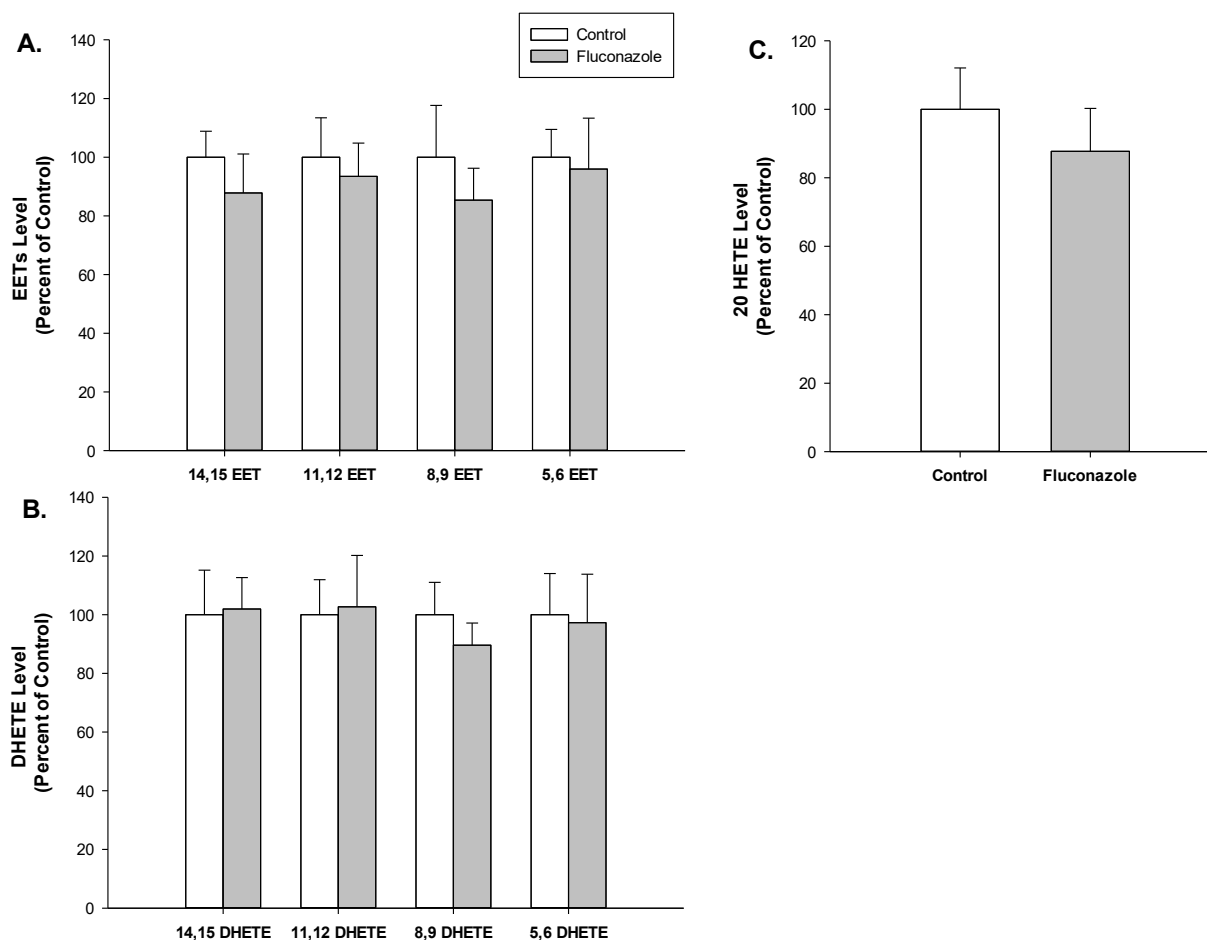 A.
Control
Fluconazole
EETs Level
(Percent of Control)
140
120
100
80
60
40
20
0
14,15 EET 11,12 EET 8,9 EET 5,6 EET
C.
20 HETE Level
(Percent of Control)
120
100
80
60
40
20
0
Control Fluconazole
B.
DHETE Level
(Percent of Control)
140
120
100
80
60
40
20
0
14,15 DHETE 11,12 DHETE 8,9 DHETE 5,6 DHETE